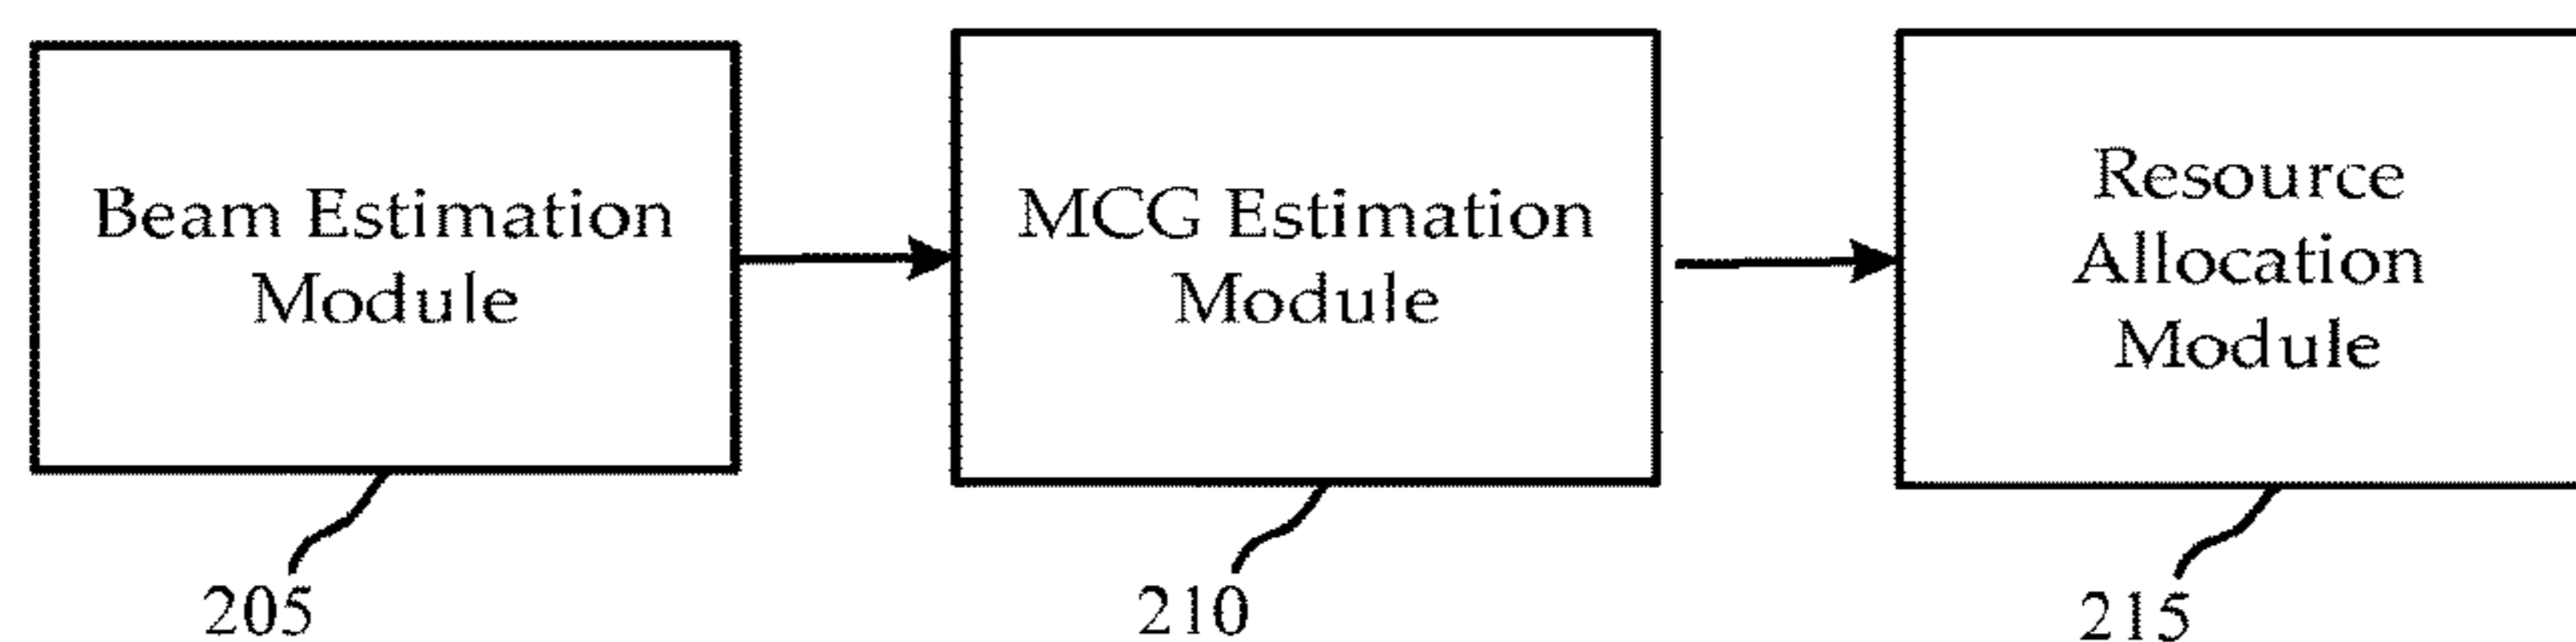 Beam Estimation
Module
MCG Estimation
Module
Resource
Allocation
Module
205
210
215